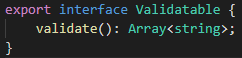 export interface Validatable {
    validate(): Array<string>;
}